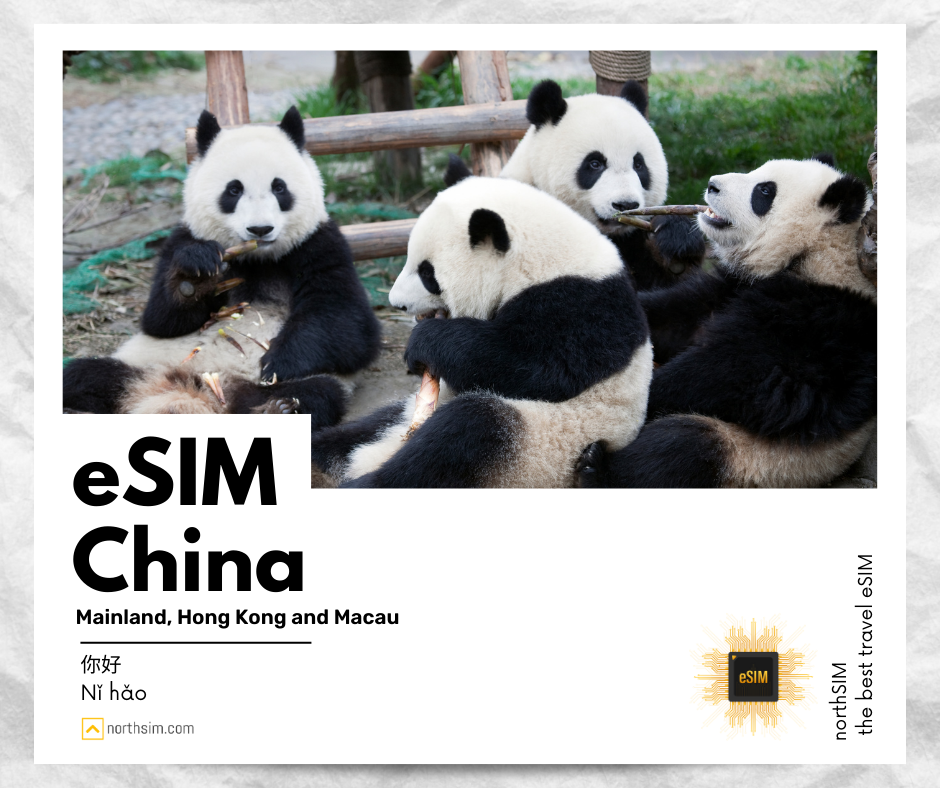 eSIM
China
Mainland, Hong Kong and Macau
你好
Nǐ hǎo
northsim.com
eSIM
northSIM
the best travel eSIM